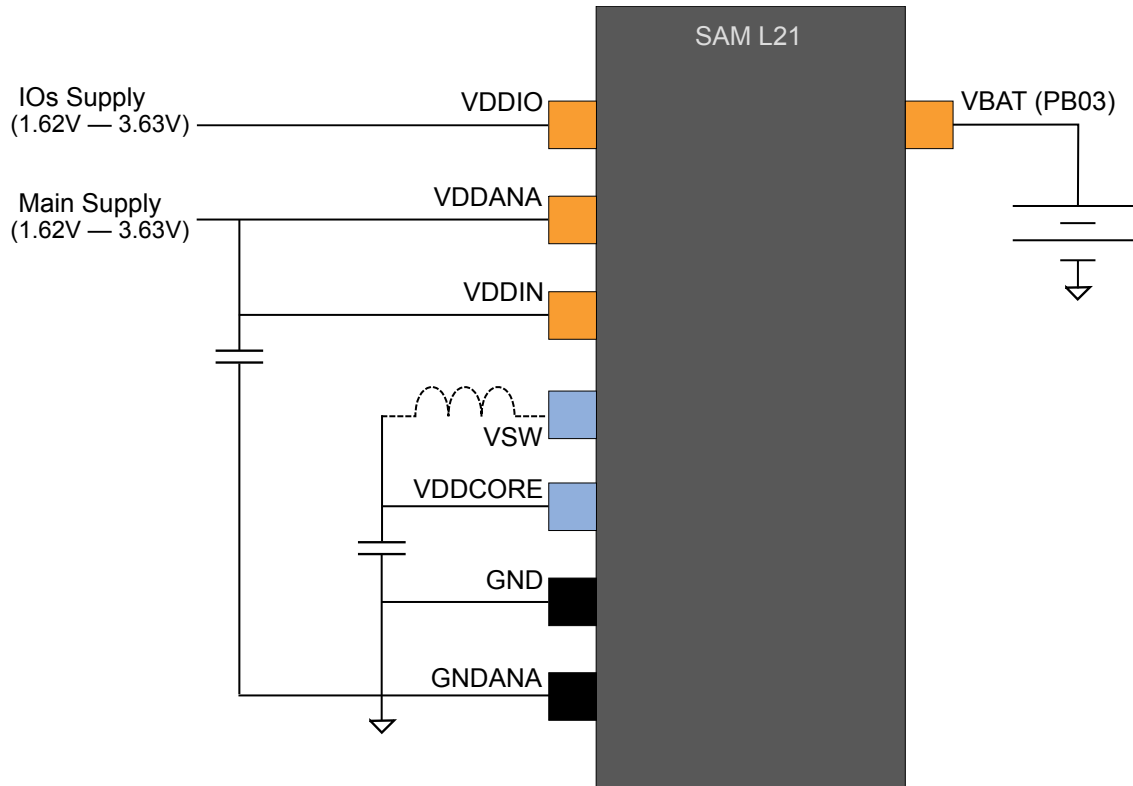 SAM L21
IOs Supply
(1.62V — 3.63V)
VDDIO
VBAT (PB03)
Main Supply
(1.62V — 3.63V)
VDDANA
VDDIN
VSW
VDDCORE
GND
GNDANA